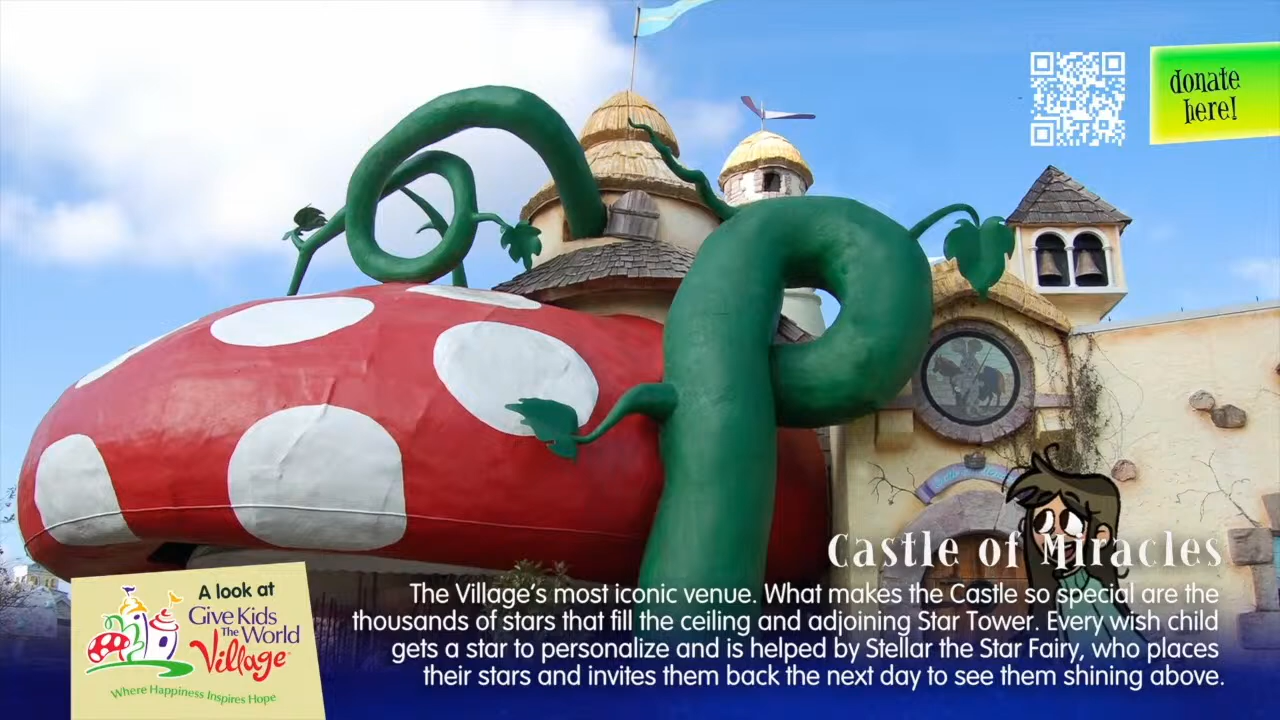 donate
here!
Castle of Miracles
The Village's most iconic venue. What makes the Castle so special are the
thousands of stars that fill the ceiling and adjoining Star Tower. Every wish child
gets a star to personalize and is helped by Stellar the Star Fairy, who places
their stars and invites them back the next day to see them shining above.
A look at
Give Kids
The World
Village
Where Happiness Inspires Hope